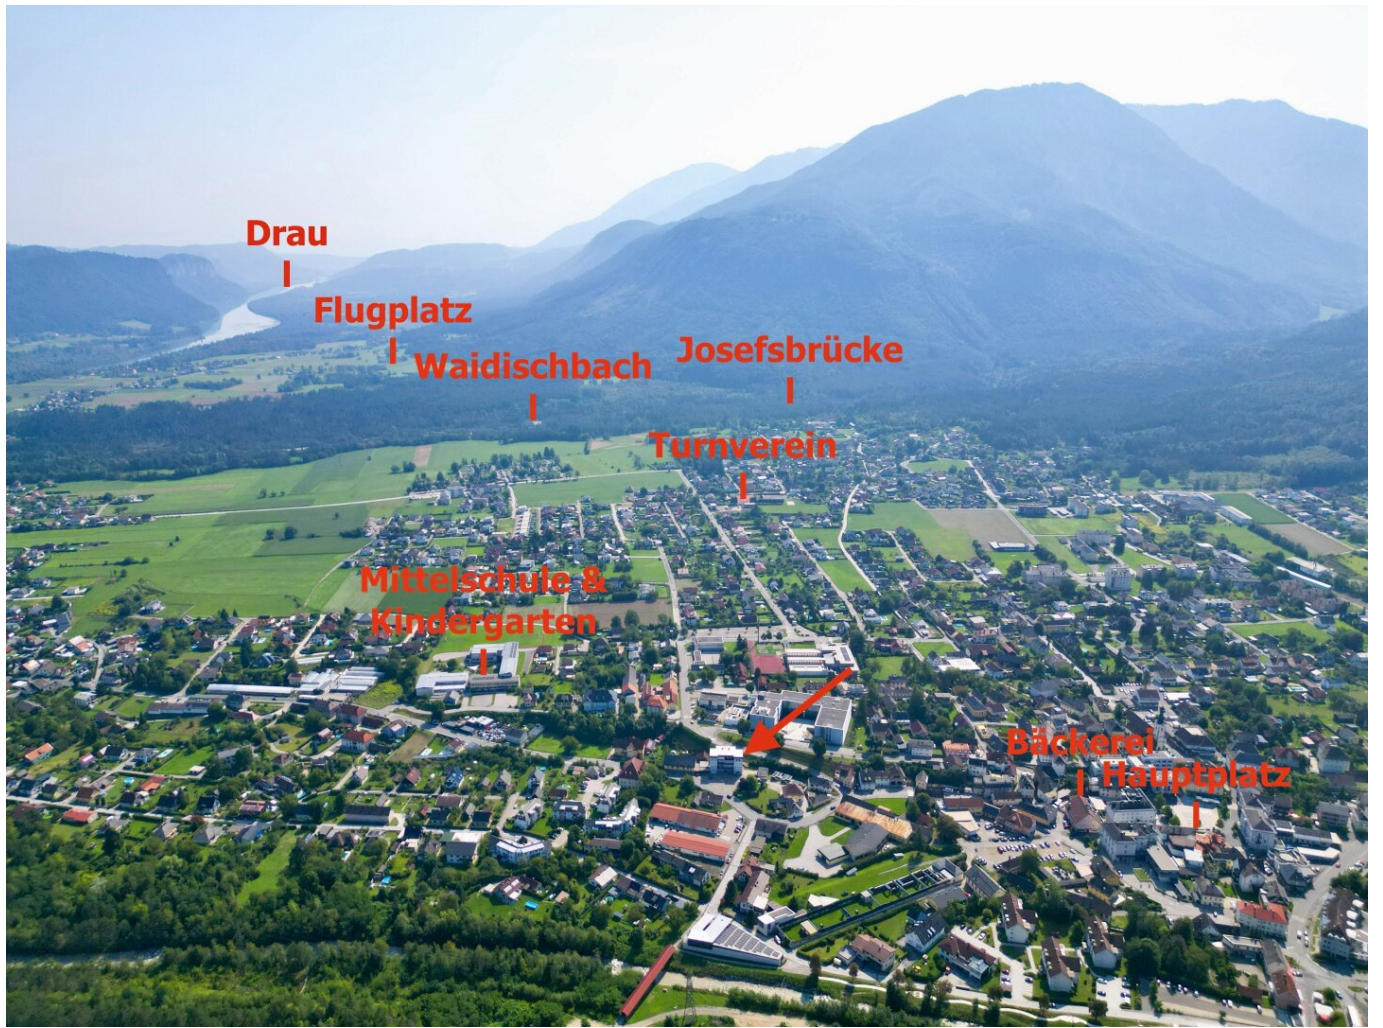 Drau
Flugplatz
Waidischbach
Josefsbrücke
Turnverein
Mittelschule &
Kindergarten
Bäckerei
Hauptplatz